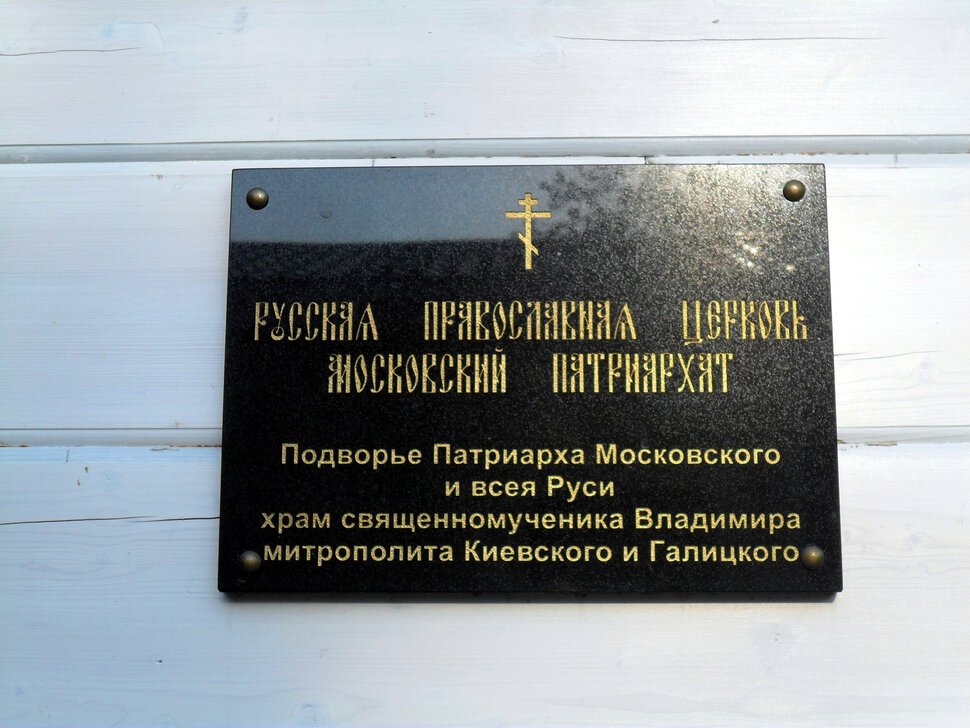 РУССКАЯ ПРАВОСЛАВНАЯ ЦЕРКОВЬ
МОСКОВСКИЙ ПАТРИАРХАТ
Подворье Патриарха Московского
и всея Руси
храм священномученика Владимира
митрополита Киевского и Галицкого